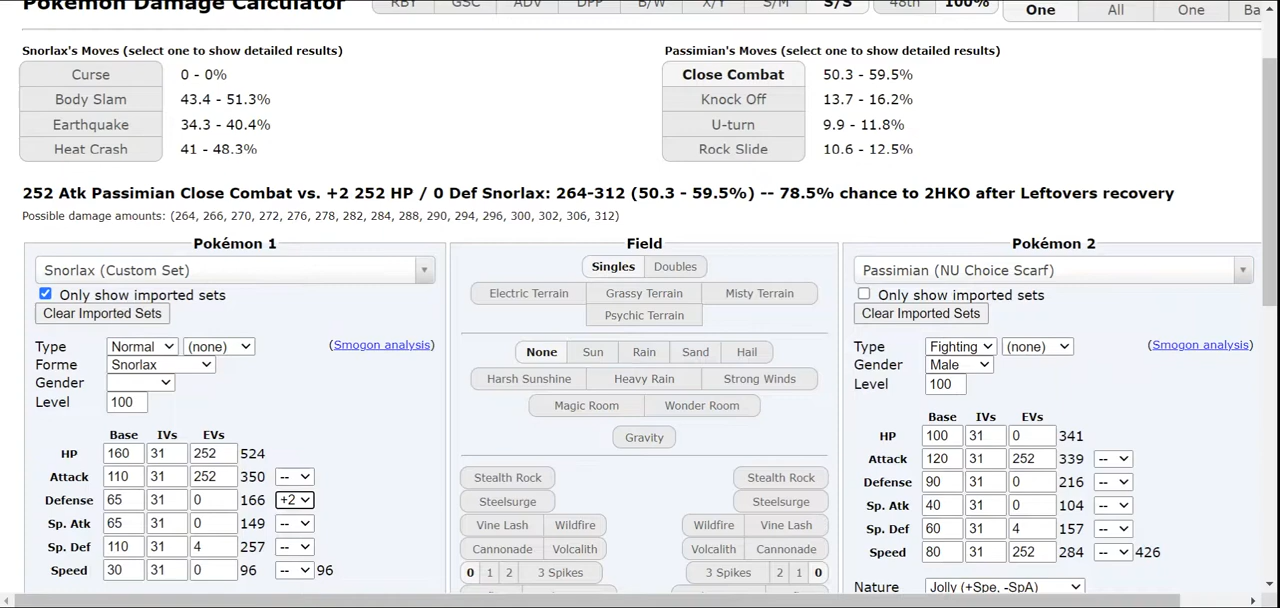 Pokémon Damage Calculator
RBY GSC ADV DPP B/W X/Y S/M S/S 48th 100% One All One Ba
Snorlax's Moves (select one to show detailed results)
Passimian's Moves (select one to show detailed results)
Curse 0 - 0%
Close Combat 50.3 - 59.5%
Body Slam 43.4 - 51.3%
Knock Off 13.7 - 16.2%
Earthquake 34.3 - 40.4%
U-turn 9.9 - 11.8%
Heat Crash 41 - 48.3%
Rock Slide 10.6 - 12.5%
252 Atk Passimian Close Combat vs. +2 252 HP / 0 Def Snorlax: 264-312 (50.3 - 59.5%) -- 78.5% chance to 2HKO after Leftovers recovery
Possible damage amounts: (264, 266, 270, 272, 276, 278, 282, 284, 288, 290, 294, 296, 300, 302, 306, 312)
Pokémon 1
Snorlax (Custom Set)
Only show imported sets
Clear Imported Sets
Type Normal (none) (Smogon analysis)
Forme Snorlax
Gender
Level 100
Base IVs EVs
HP 160 31 252 524
Attack 110 31 252 350 --
Defense 65 31 0 166 +2
Sp. Atk 65 31 0 149 --
Sp. Def 110 31 4 257 --
Speed 30 31 0 96 -- 96
Field
Singles Doubles
Electric Terrain Grassy Terrain Misty Terrain
Psychic Terrain
None Sun Rain Sand Hail
Harsh Sunshine Heavy Rain Strong Winds
Magic Room Wonder Room
Gravity
Stealth Rock Stealth Rock
Steelsurge Steelsurge
Vine Lash Wildfire Wildfire Vine Lash
Cannonade Volcalith Volcalith Cannonade
0 1 2 3 Spikes 3 Spikes 2 1 0
Pokémon 2
Passimian (NU Choice Scarf)
Only show imported sets
Clear Imported Sets
Type Fighting (none) (Smogon analysis)
Gender Male
Level 100
Base IVs EVs
HP 100 31 0 341
Attack 120 31 252 339 --
Defense 90 31 0 216 --
Sp. Atk 40 31 0 104 --
Sp. Def 60 31 4 157 --
Speed 80 31 252 284 -- 426
Nature Jolly (+Spe, -SpA)